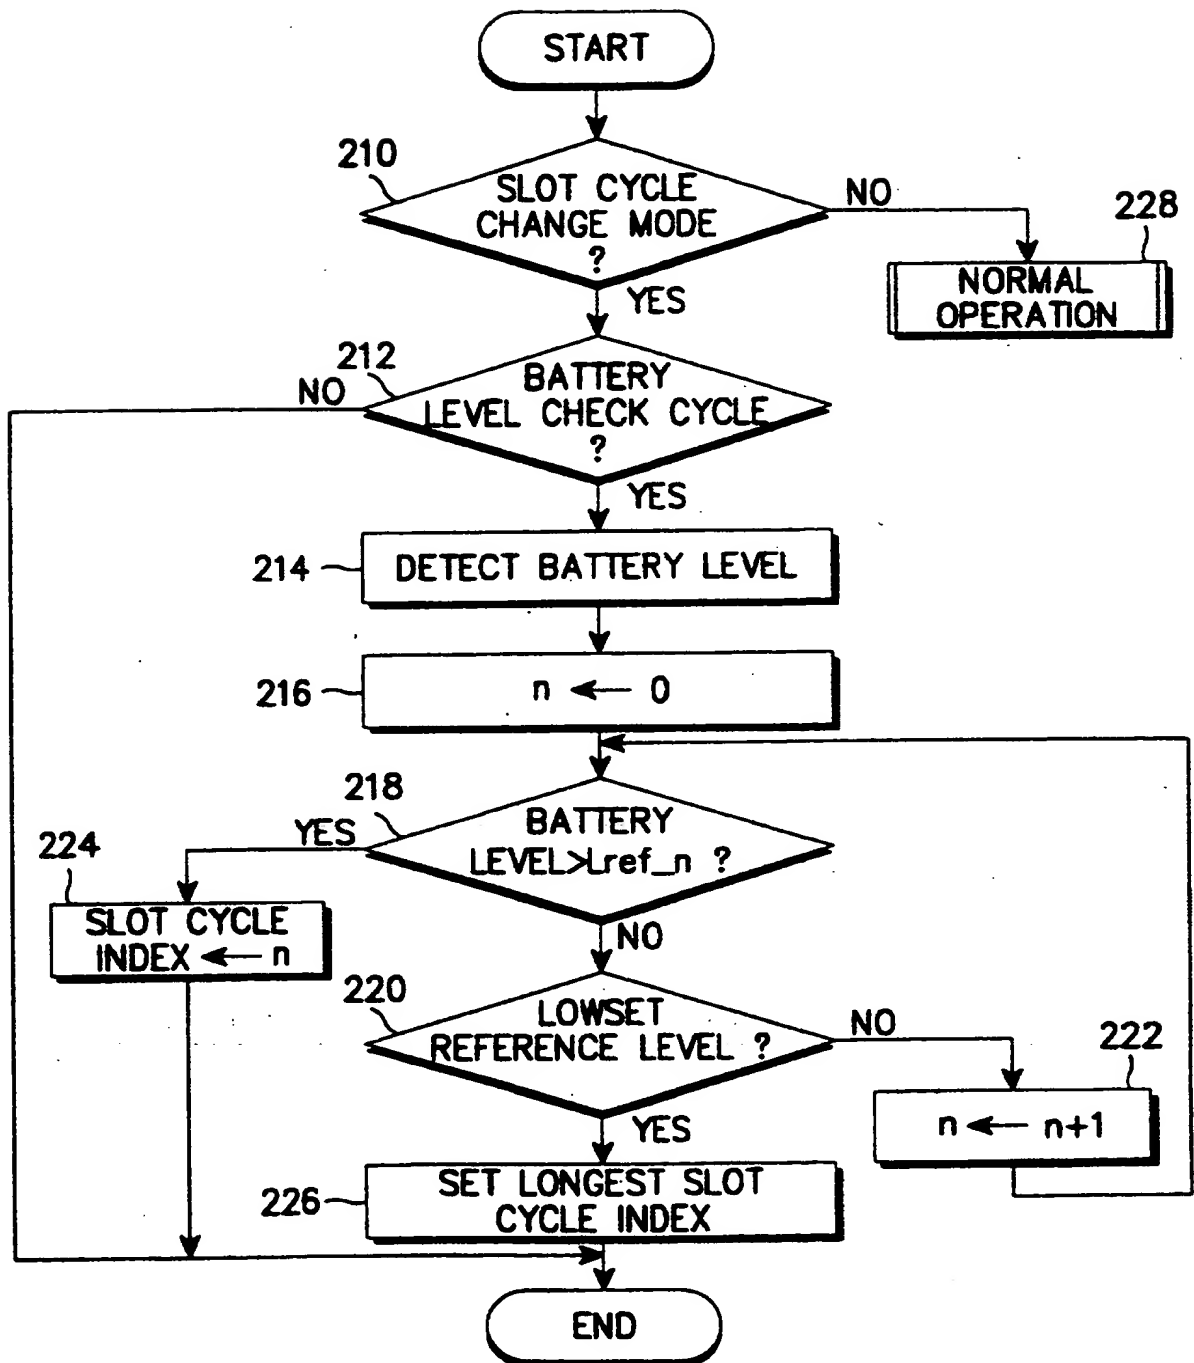 START
210
SLOT CYCLE
CHANGE MODE
?
NO
228
NORMAL
OPERATION
YES
212
NO
BATTERY
LEVEL CHECK CYCLE
?
YES
214
DETECT BATTERY LEVEL
216
n ← 0
218
YES
BATTERY
LEVEL>Lref_n ?
224
SLOT CYCLE
INDEX ← n
NO
220
LOWSET
REFERENCE LEVEL ?
NO
222
n ← n+1
YES
226
SET LONGEST SLOT
CYCLE INDEX
END